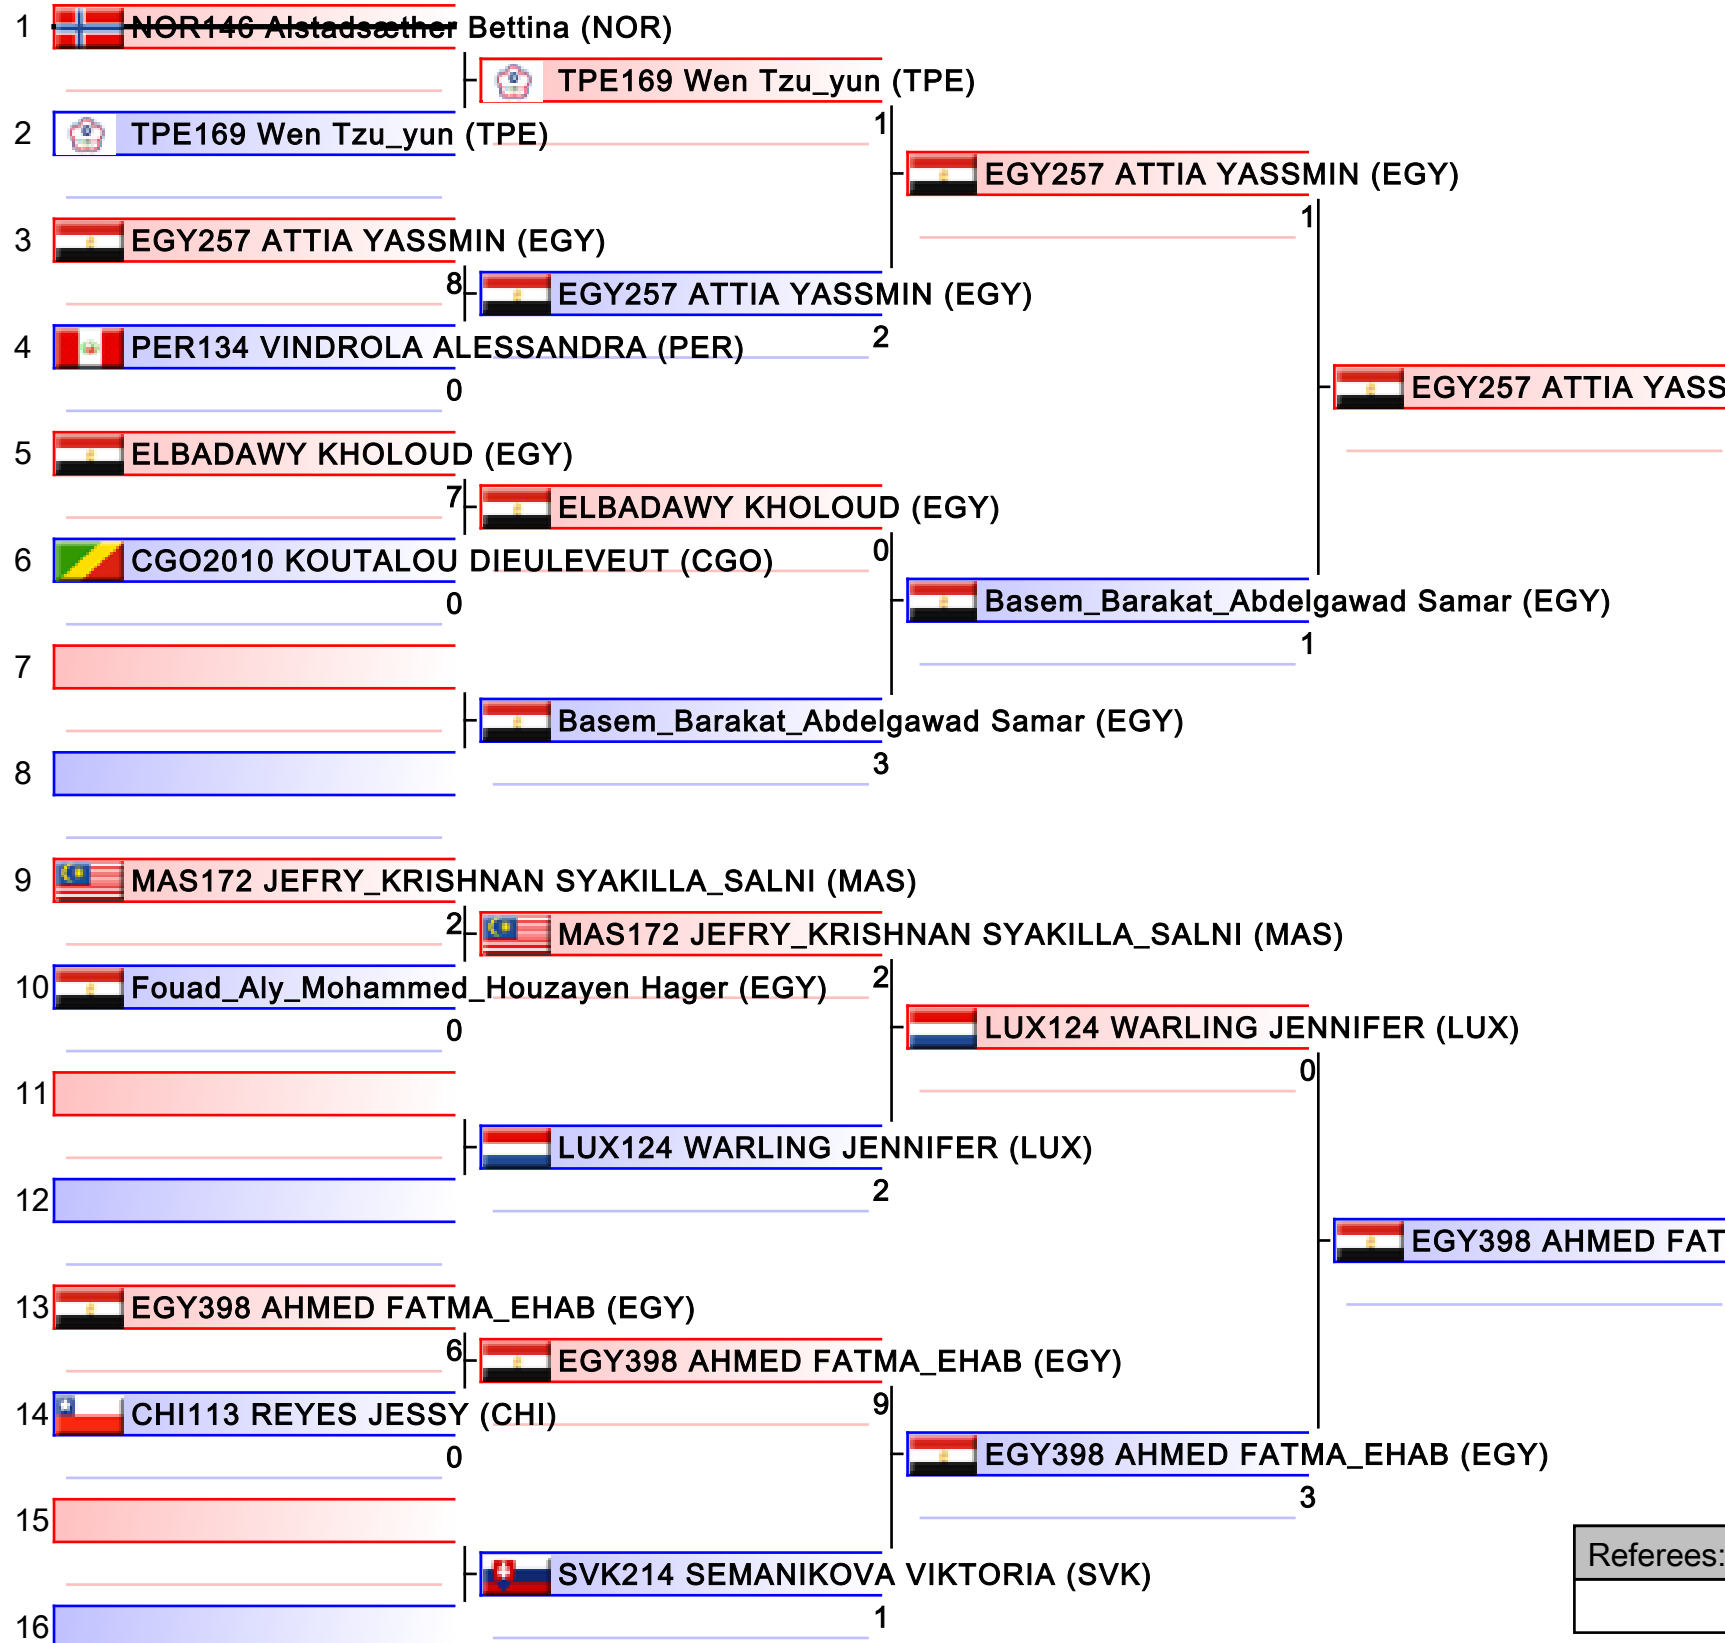 1 NOR146 Alstadsæther Bettina (NOR)
TPE169 Wen Tzu_yun (TPE)
1
2 TPE169 Wen Tzu_yun (TPE)
EGY257 ATTIA YASSMIN (EGY)
1
3 EGY257 ATTIA YASSMIN (EGY)
8
EGY257 ATTIA YASSMIN (EGY)
2
4 PER134 VINDROLA ALESSANDRA (PER)
0
EGY257 ATTIA YASS
5 ELBADAWY KHOLOUD (EGY)
7
ELBADAWY KHOLOUD (EGY)
0
6 CGO2010 KOUTALOU DIEULEVEUT (CGO)
0
Basem_Barakat_Abdelgawad Samar (EGY)
1
7
Basem_Barakat_Abdelgawad Samar (EGY)
3
8
9 MAS172 JEFRY_KRISHNAN SYAKILLA_SALNI (MAS)
2
MAS172 JEFRY_KRISHNAN SYAKILLA_SALNI (MAS)
2
10 Fouad_Aly_Mohammed_Houzayen Hager (EGY)
0
LUX124 WARLING JENNIFER (LUX)
0
11
LUX124 WARLING JENNIFER (LUX)
2
12
EGY398 AHMED FAT
13 EGY398 AHMED FATMA_EHAB (EGY)
6
EGY398 AHMED FATMA_EHAB (EGY)
9
14 CHI113 REYES JESSY (CHI)
0
EGY398 AHMED FATMA_EHAB (EGY)
3
15
SVK214 SEMANIKOVA VIKTORIA (SVK)
1
16
Referees: